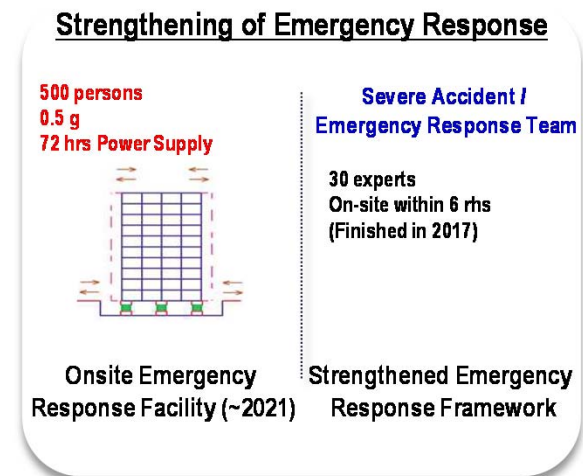 Strengthening of Emergency Response
500 persons
0.5 g
72 hrs Power Supply
Onsite Emergency
Response Facility (~2021)
Severe Accident /
Emergency Response Team
30 experts
On-site within 6 rhs
(Finished in 2017)
Strengthened Emergency
Response Framework